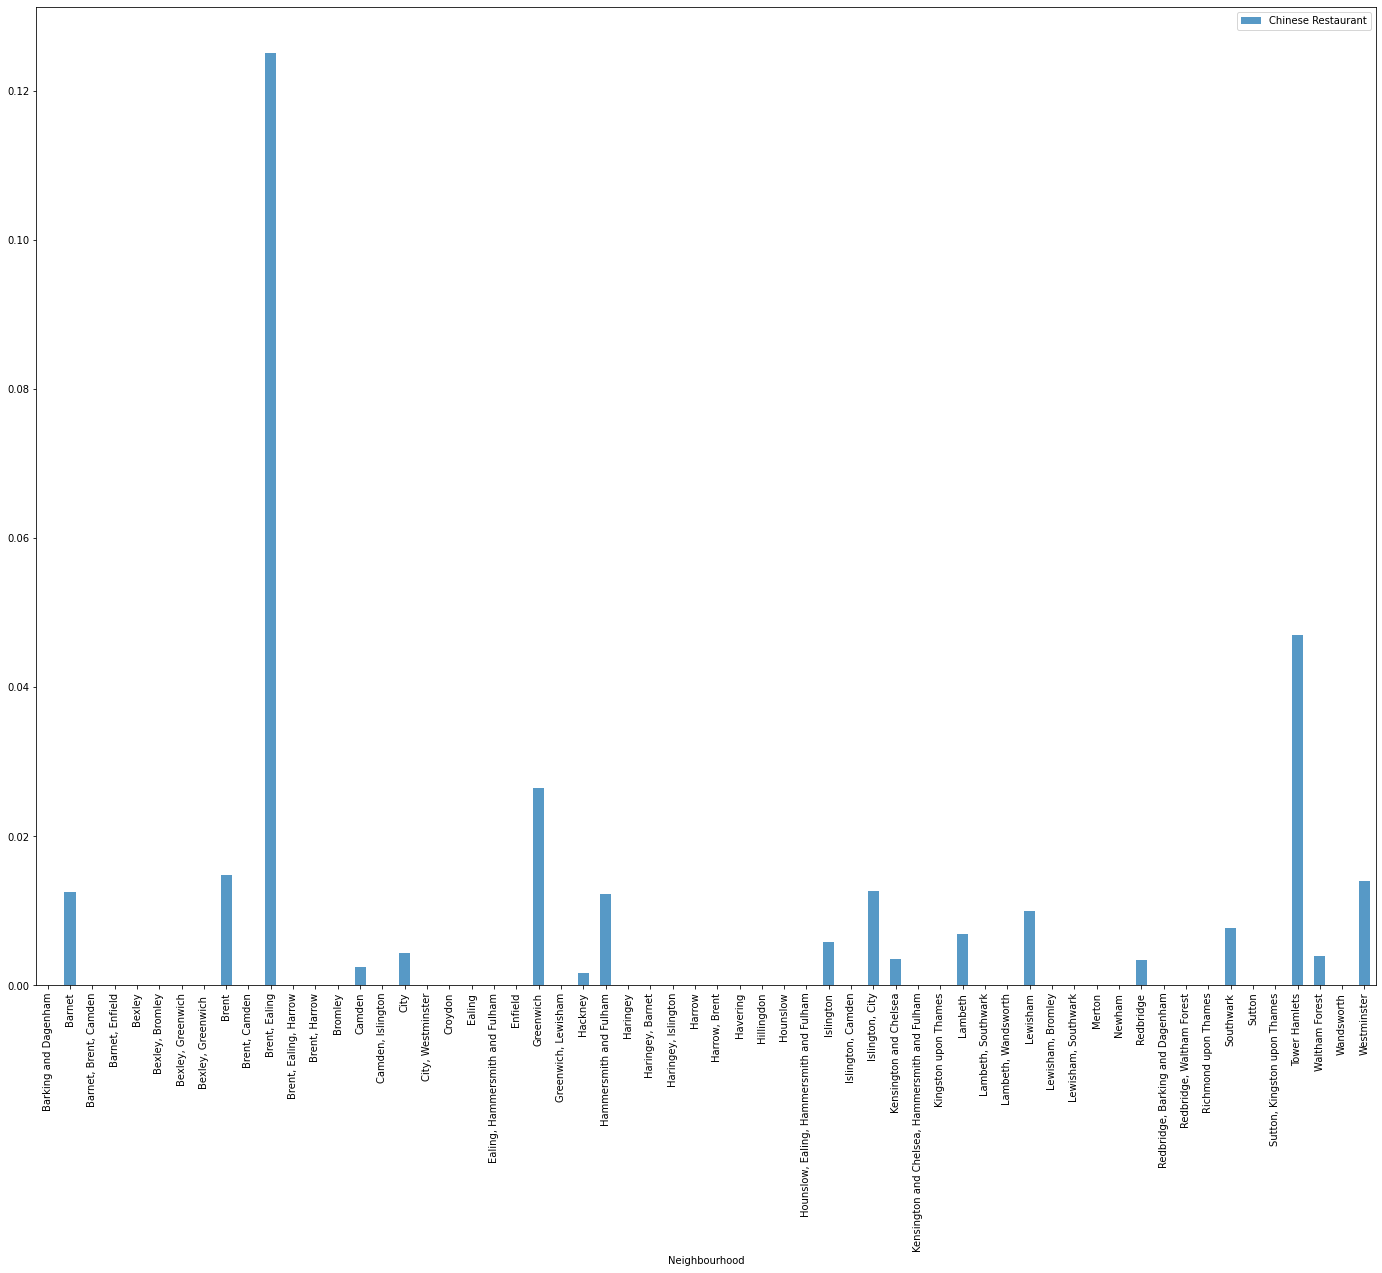 Chinese Restaurant
0.12
0.10
0.08
0.06
0.04
0.02
0.00
Barking and Dagenham
Barnet
Barnet, Brent, Camden
Barnet, Enfield
Bexley
Bexley, Bromley
Bexley, Greenwich
Bexley, Greenwich
Brent
Brent, Camden
Brent, Ealing
Brent, Ealing, Harrow
Brent, Harrow
Bromley
Camden
Camden, Islington
City
City, Westminster
Croydon
Ealing
Ealing, Hammersmith and Fulham
Enfield
Greenwich
Greenwich, Lewisham
Hackney
Hammersmith and Fulham
Haringey
Haringey, Barnet
Haringey, Islington
Harrow
Harrow, Brent
Havering
Hillingdon
Hounslow
Hounslow, Ealing, Hammersmith and Fulham
Islington
Islington, Camden
Islington, City
Kensington and Chelsea
Kensington and Chelsea, Hammersmith and Fulham
Kingston upon Thames
Lambeth
Lambeth, Southwark
Lambeth, Wandsworth
Lewisham
Lewisham, Bromley
Lewisham, Southwark
Merton
Newham
Redbridge
Redbridge, Barking and Dagenham
Redbridge, Waltham Forest
Richmond upon Thames
Southwark
Sutton
Sutton, Kingston upon Thames
Tower Hamlets
Waltham Forest
Wandsworth
Westminster
Neighbourhood